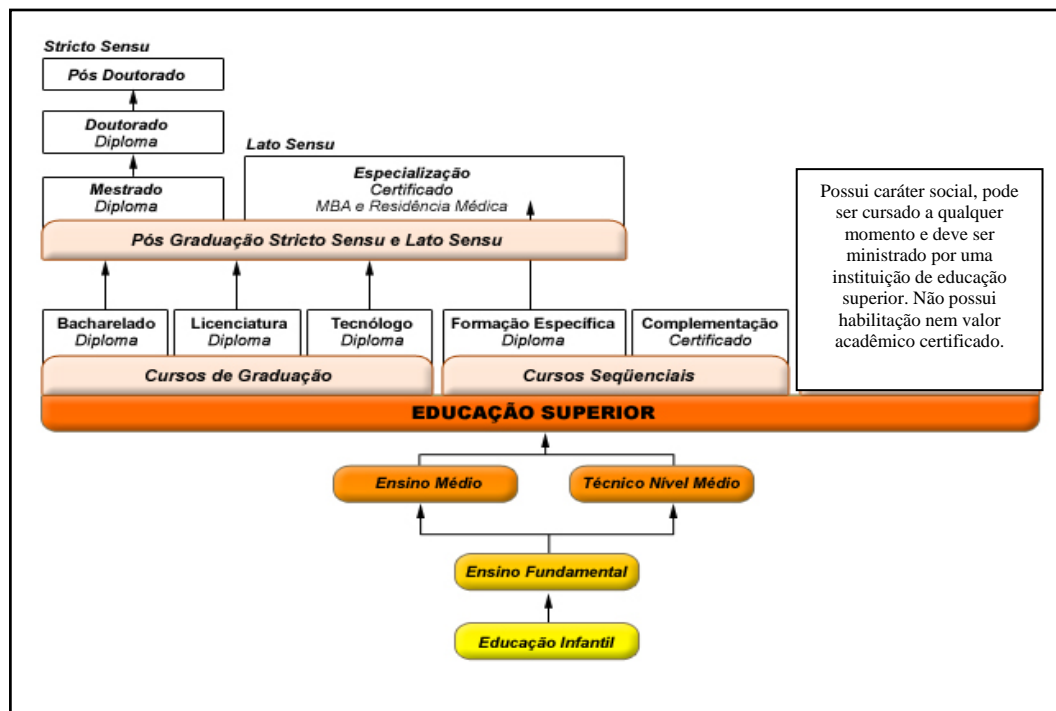 Stricto Sensu
Pós Doutorado
Doutorado
Diploma
Mestrado
Diploma
Lato Sensu
Especialização
Certificado
MBA e Residência Médica
Pós Graduação Stricto Sensu e Lato Sensu
Bacharelado
Diploma
Licenciatura
Diploma
Tecnólogo
Diploma
Formação Específica
Diploma
Complementação
Certificado
Cursos de Graduação
Cursos Seqüenciais
Possui caráter social, pode
ser cursado a qualquer
momento e deve ser
ministrado por uma
instituição de educação
superior. Não possui
habilitação nem valor
acadêmico certificado.
EDUCAÇÃO SUPERIOR
Ensino Médio
Técnico Nível Médio
Ensino Fundamental
Educação Infantil